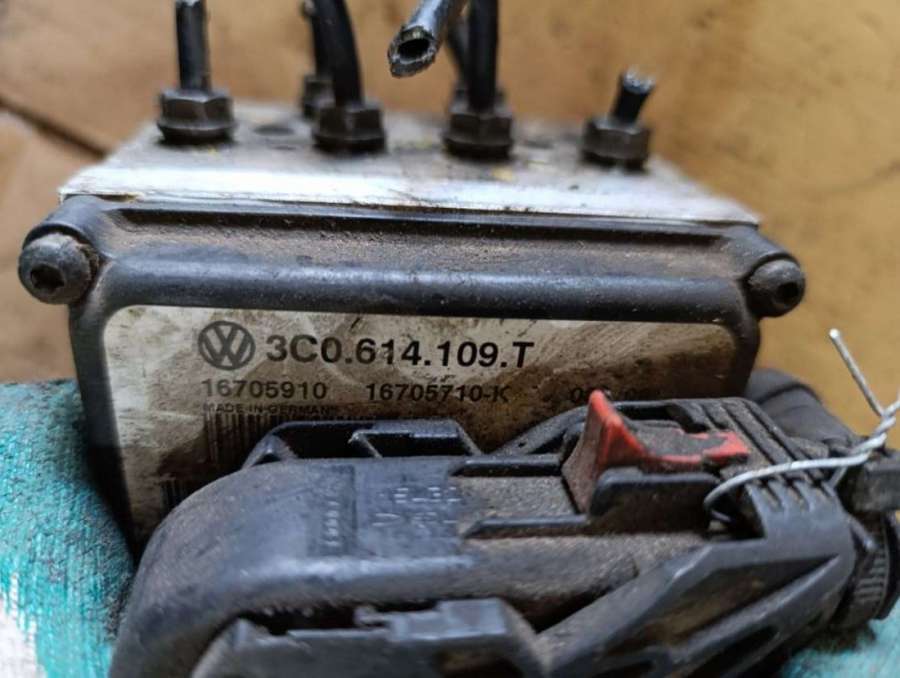 3C0.614.109.T
16705910 16705710-K
MADE IN GERMANY